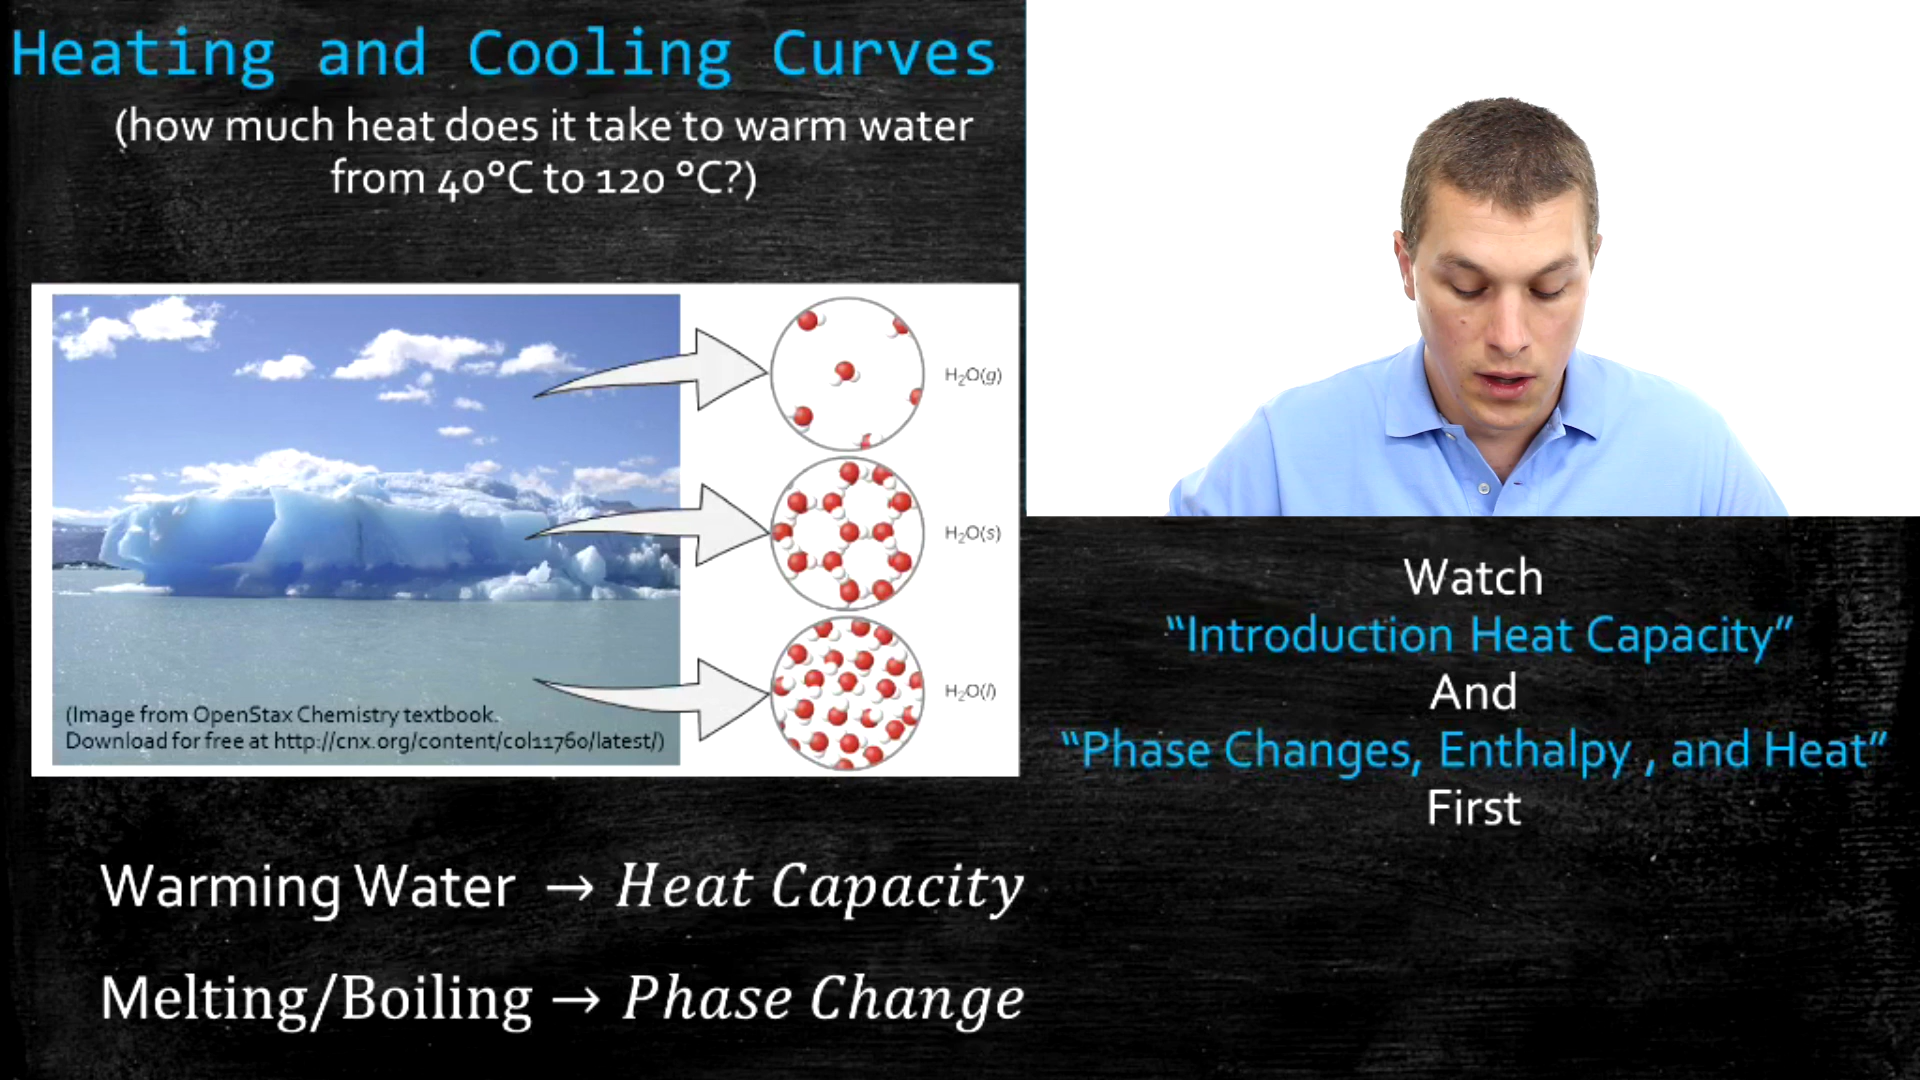 Heating and Cooling Curves
(how much heat does it take to warm water
from 40°C to 120 °C?)
H₂O(g)
H₂O(s)
H₂O(l)
(Image from OpenStax Chemistry textbook.
Download for free at http://cnx.org/content/col11760/latest/)
Warming Water → Heat Capacity
Melting/Boiling → Phase Change
Watch
“Introduction Heat Capacity”
And
“Phase Changes, Enthalpy , and Heat”
First